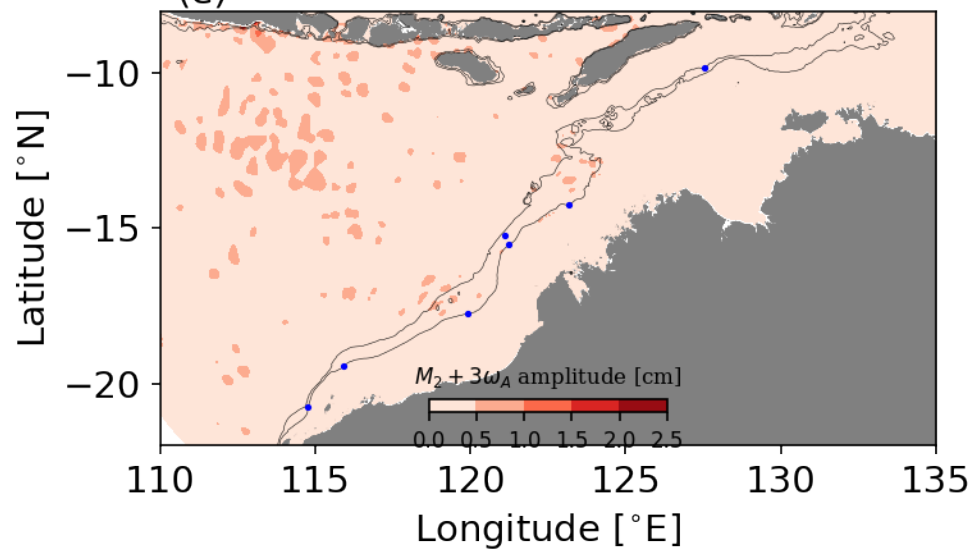 −10
−15
−20
Latitude [°N]
M₂ + 3ω_A amplitude [cm]
0.0 0.5 1.0 1.5 2.0 2.5
110 115 120 125 130 135
Longitude [°E]